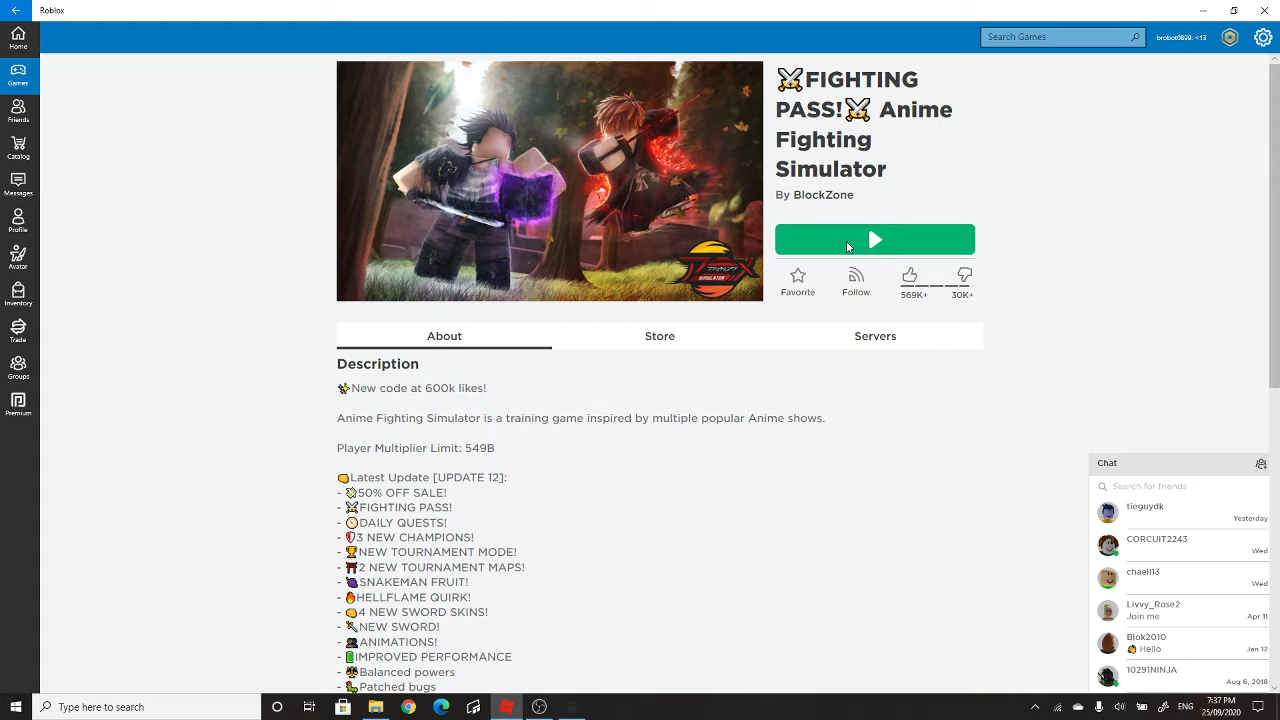 Roblox
Home
Games
Friends
Catalog
Messages
Profile
Avatar
Inventory
Trade
Groups
Premium
Search Games
brobot0899: <13
⚔️FIGHTING
PASS!⚔️ Anime
Fighting
Simulator
By BlockZone
SIMULATOR
Favorite
Follow
569K+
30K+
About
Store
Servers
Description
✨New code at 600k likes!
Anime Fighting Simulator is a training game inspired by multiple popular Anime shows.
Player Multiplier Limit: 549B
👊Latest Update [UPDATE 12]:
- 💥50% OFF SALE!
- ⚔️FIGHTING PASS!
- 🕒DAILY QUESTS!
- 🛡️3 NEW CHAMPIONS!
- 🏆NEW TOURNAMENT MODE!
- ⛩️2 NEW TOURNAMENT MAPS!
- 🍇SNAKEMAN FRUIT!
- 🔥HELLFLAME QUIRK!
- 👊4 NEW SWORD SKINS!
- 🗡️NEW SWORD!
- 👥ANIMATIONS!
- 🔋IMPROVED PERFORMANCE
- Balanced powers
- 🐛Patched bugs
Chat
Search for friends
tieguydk
Yesterday
CORCUIT2243
Wed
chaell13
Wed
Livvy_Rose2
Join me
Apr 11
Blok2010
👋 Hello
Jan 12
10291NINJA
Aug 6, 2018
Type here to search
ENG
7:37 PM
25/09/2020